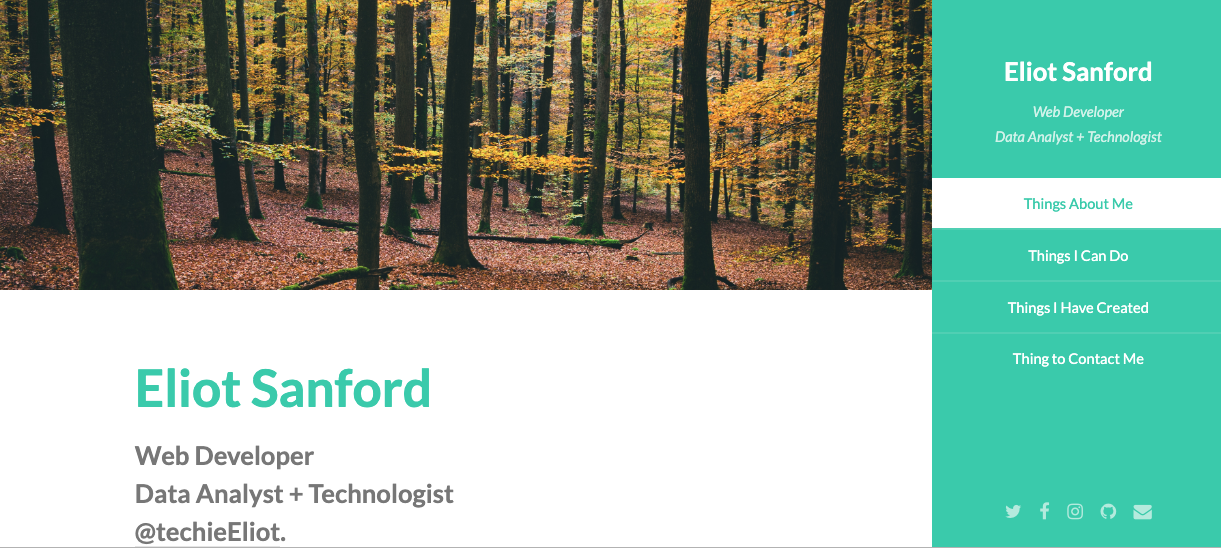 Eliot Sanford
Web Developer
Data Analyst + Technologist
Things About Me
Things I Can Do
Things I Have Created
Thing to Contact Me
Eliot Sanford
Web Developer
Data Analyst + Technologist
@techieEliot.